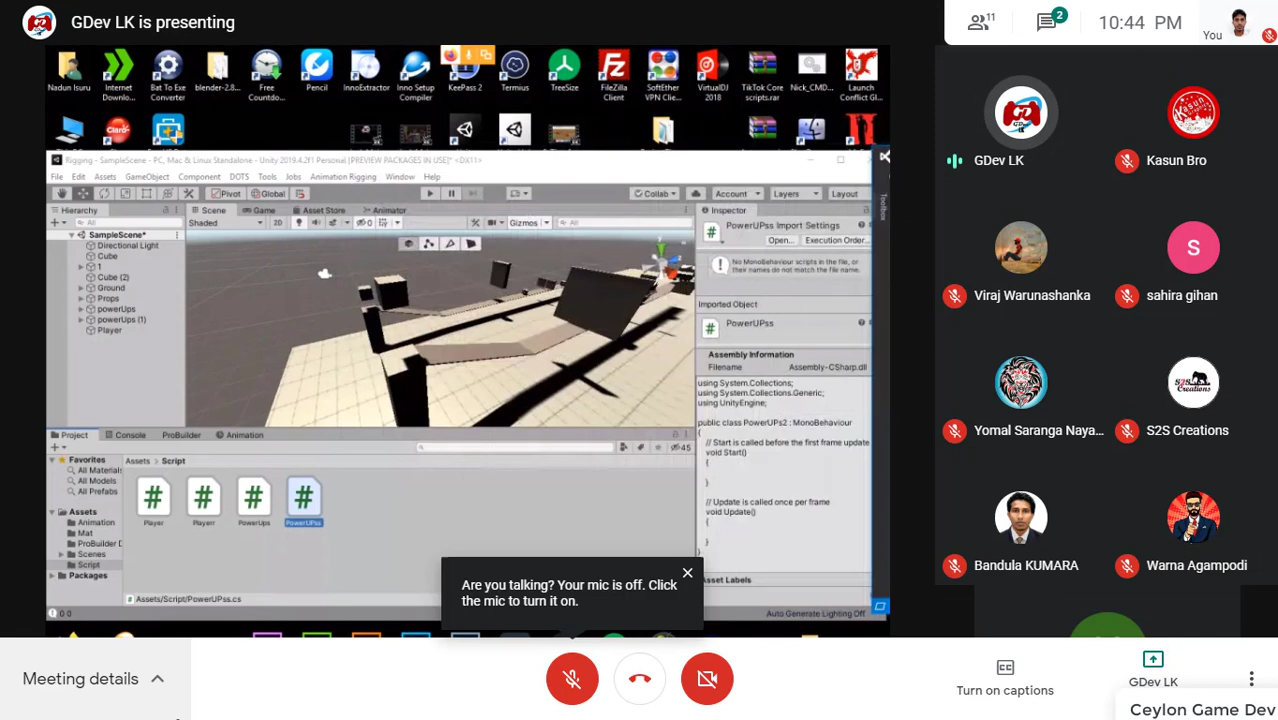 GDev LK is presenting
11
2
10:44 PM
You
Nadun Isuru
Internet Downlo...
Bat To Exe Converter
blender-2.8...
Free Countdo...
Pencil
InnoExtractor
Inno Setup Compiler
KeePass 2
Termius
TreeSize
FileZilla Client
SoftEther VPN Clie...
VirtualDJ 2018
TikTok Core scripts.rar
Nick_CMD...
Launch Conflict Gl...
Rigging - SampleScene - PC, Mac & Linux Standalone - Unity 2019.4.2f1 Personal [PREVIEW PACKAGES IN USE]* <DX11>
File Edit Assets GameObject Component DOTS Tools Jobs Animation Rigging Window Help
Pivot Global Collab Account Layers Layout
Toolbox
Hierarchy
All
SampleScene*
Directional Light
Cube
1
Cube (2)
Ground
Props
powerUps
powerUps (1)
Player
Scene Game Asset Store Animator
Shaded 2D 0 Gizmos All
Inspector
PowerUPss Import Settings
Open... Execution Order...
No MonoBehaviour scripts in the file, or their names do not match the file name.
Imported Object
PowerUPss
Assembly Information
Filename Assembly-CSharp.dll
using System.Collections;
using System.Collections.Generic;
using UnityEngine;
public class PowerUPs2 : MonoBehaviour
{
// Start is called before the first frame update
void Start()
{
}
// Update is called once per frame
void Update()
{
}
}
Asset Labels
Project Console ProBuilder Animation
45
Favorites
All Materials
All Models
All Prefabs
Assets
Animation
Mat
ProBuilder D
Scenes
Script
Packages
Assets > Script
Player
Playerr
PowerUps
PowerUPss
Assets/Script/PowerUPss.cs
0 0
Auto Generate Lighting Off
Are you talking? Your mic is off. Click
the mic to turn it on.
GDev LK
Kasun Bro
Viraj Warunashanka
S
sahira gihan
Yomal Saranga Naya...
S2S Creations
Bandula KUMARA
Warna Agampodi
Meeting details
CC
Turn on captions
GDev LK
Ceylon Game Dev